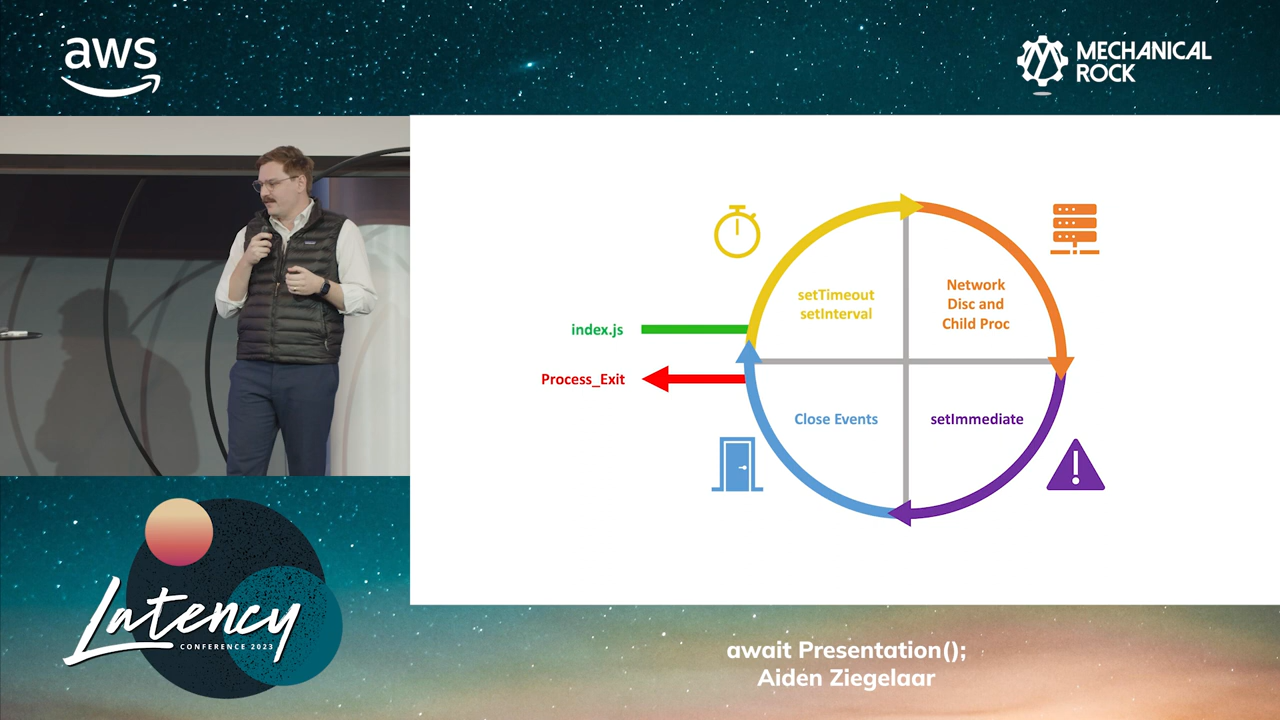 aws
MECHANICAL
ROCK
setTimeout
setInterval
Network
Disc and
Child Proc
index.js
Process_Exit
Close Events
setImmediate
Latency
CONFERENCE 2023
await Presentation();
Aiden Ziegelaar